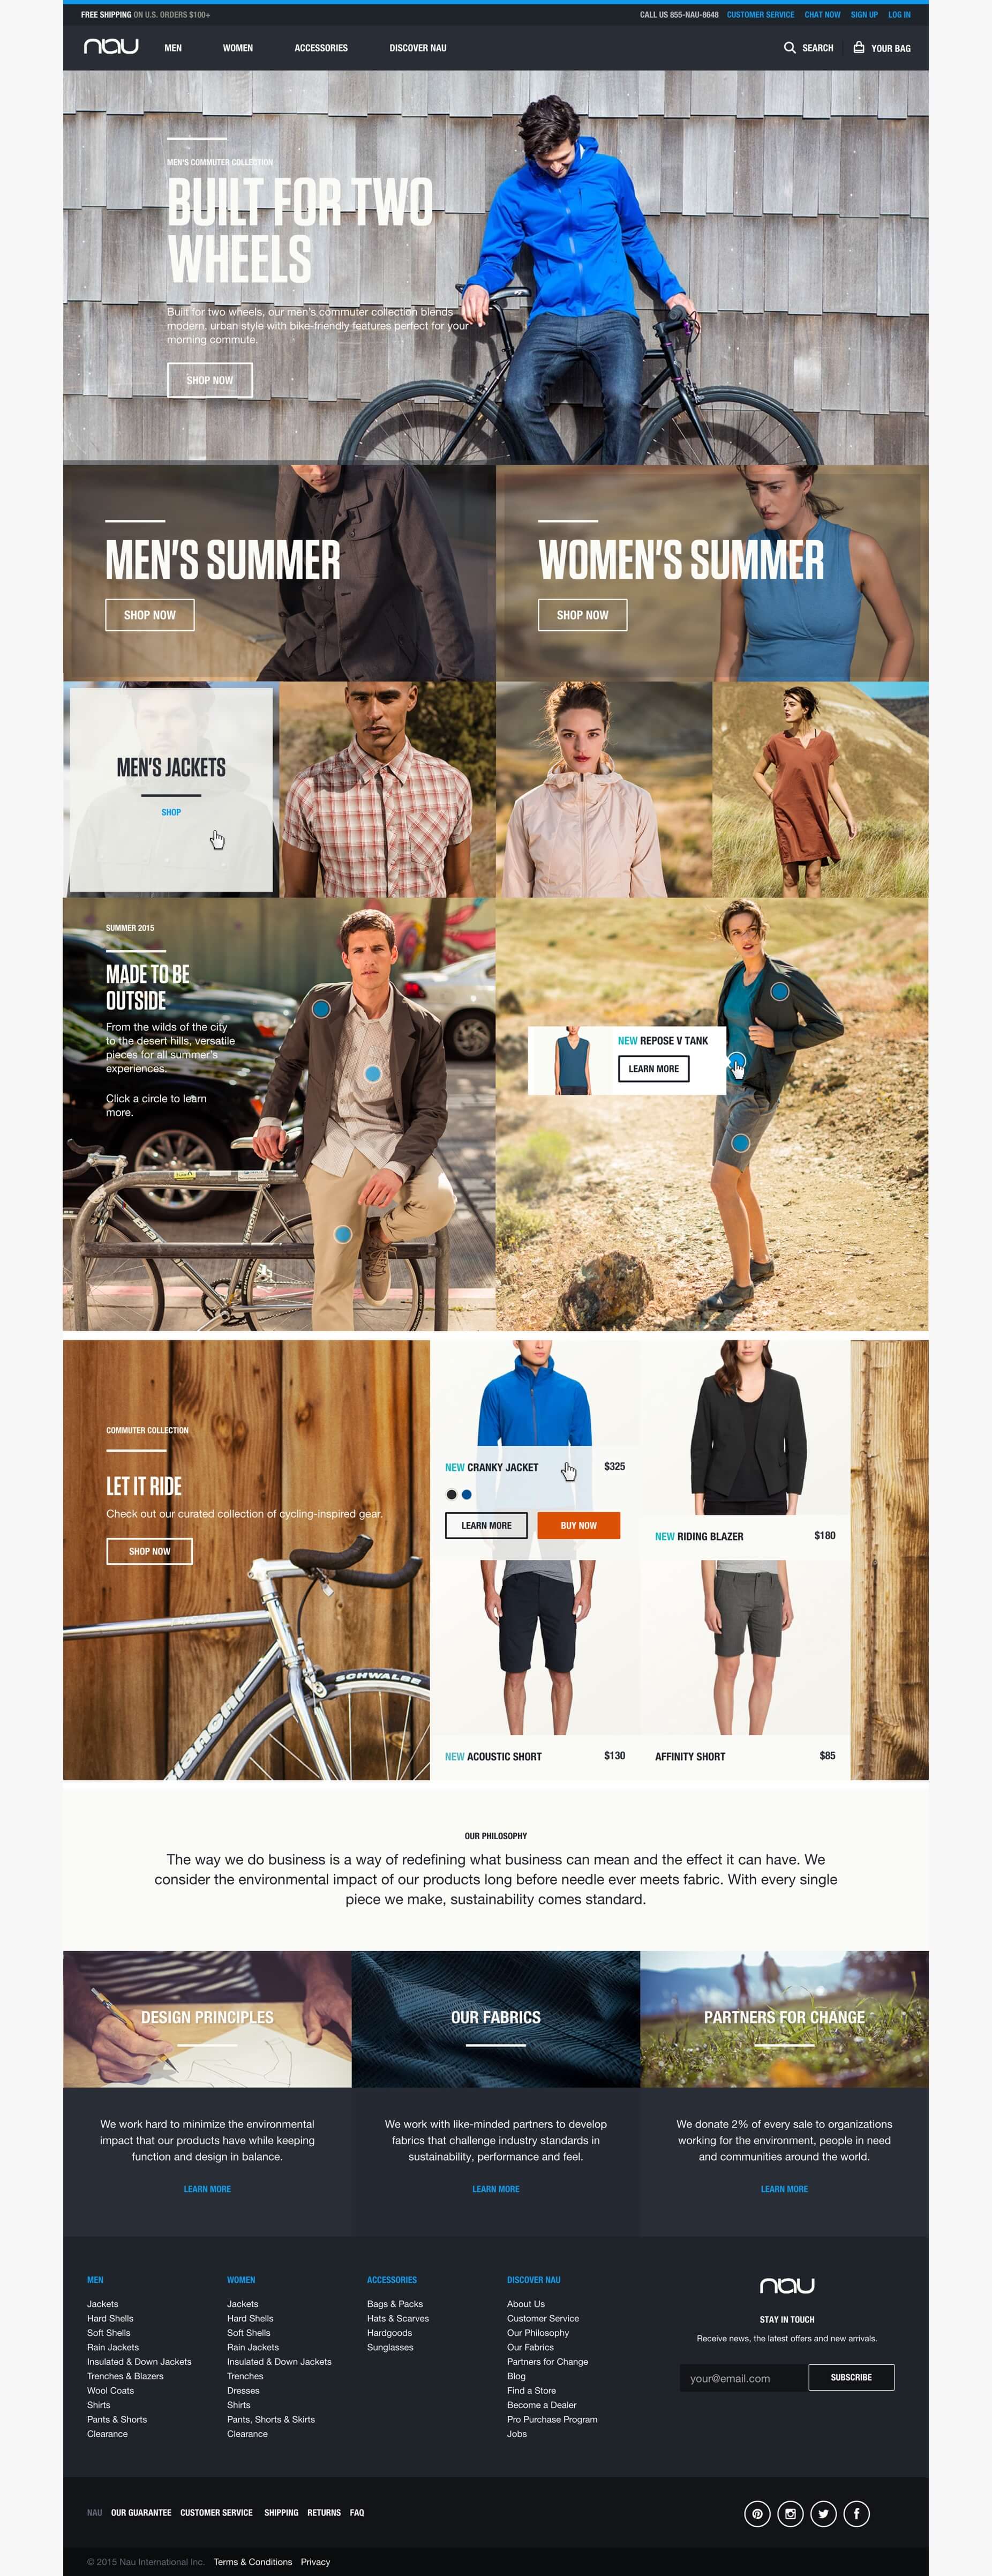 FREE SHIPPING ON U.S. ORDERS $100+
CALL US 855-NAU-8648 CUSTOMER SERVICE CHAT NOW SIGN UP LOG IN
nau MEN WOMEN ACCESSORIES DISCOVER NAU SEARCH YOUR BAG
MEN'S COMMUTER COLLECTION
BUILT FOR TWO
WHEELS
Built for two wheels, our men's commuter collection blends
modern, urban style with bike-friendly features perfect for your
morning commute.
SHOP NOW
MEN'S SUMMER
SHOP NOW
WOMEN'S SUMMER
SHOP NOW
MEN'S JACKETS
SHOP
SUMMER 2015
MADE TO BE
OUTSIDE
From the wilds of the city
to the desert hills, versatile
pieces for all summer's
experiences.
Click a circle to learn
more.
Bianchi
NEW REPOSE V TANK
LEARN MORE
COMMUTER COLLECTION
LET IT RIDE
Check out our curated collection of cycling-inspired gear.
SHOP NOW
SCHWALBE
Bianchi
NEW CRANKY JACKET $325
LEARN MORE
BUY NOW
NEW RIDING BLAZER $180
NEW ACOUSTIC SHORT $130
AFFINITY SHORT $85
OUR PHILOSOPHY
The way we do business is a way of redefining what business can mean and the effect it can have. We
consider the environmental impact of our products long before needle ever meets fabric. With every single
piece we make, sustainability comes standard.
DESIGN PRINCIPLES
We work hard to minimize the environmental
impact that our products have while keeping
function and design in balance.
LEARN MORE
OUR FABRICS
We work with like-minded partners to develop
fabrics that challenge industry standards in
sustainability, performance and feel.
LEARN MORE
PARTNERS FOR CHANGE
We donate 2% of every sale to organizations
working for the environment, people in need
and communities around the world.
LEARN MORE
MEN
Jackets
Hard Shells
Soft Shells
Rain Jackets
Insulated & Down Jackets
Trenches & Blazers
Wool Coats
Shirts
Pants & Shorts
Clearance
WOMEN
Jackets
Hard Shells
Soft Shells
Rain Jackets
Insulated & Down Jackets
Trenches
Dresses
Shirts
Pants, Shorts & Skirts
Clearance
ACCESSORIES
Bags & Packs
Hats & Scarves
Hardgoods
Sunglasses
DISCOVER NAU
About Us
Customer Service
Our Philosophy
Our Fabrics
Partners for Change
Blog
Find a Store
Become a Dealer
Pro Purchase Program
Jobs
nau
STAY IN TOUCH
Receive news, the latest offers and new arrivals.
your@email.com
SUBSCRIBE
NAU OUR GUARANTEE CUSTOMER SERVICE SHIPPING RETURNS FAQ
© 2015 Nau International Inc. Terms & Conditions Privacy